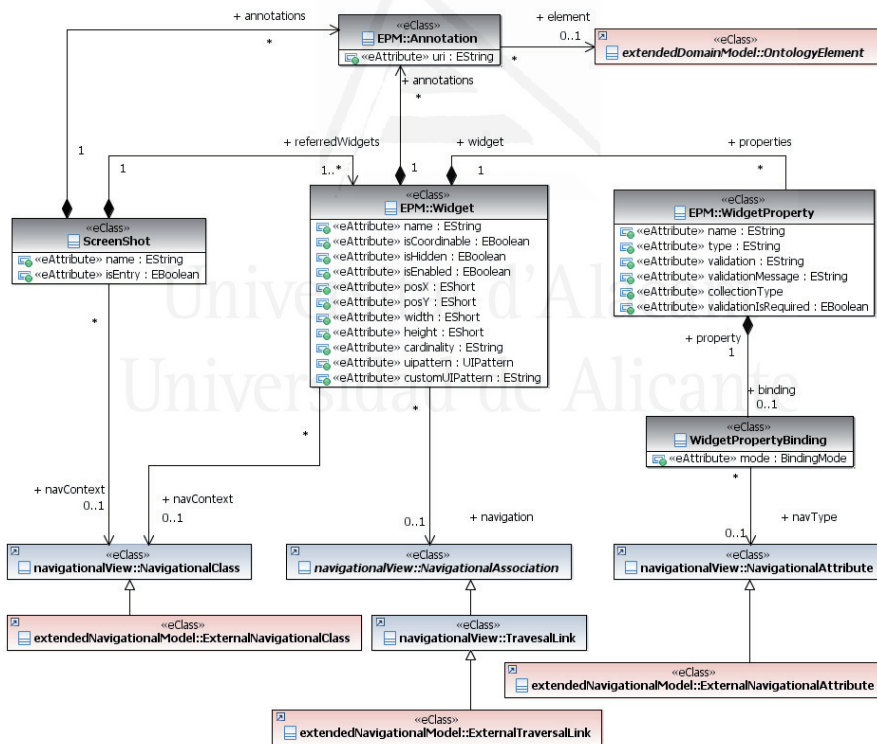 + annotations
*
«eClass»
EPM::Annotation
«eAttribute» uri : EString
+ element
0..1
*
«eClass»
extendedDomainModel::OntologyElement
+ annotations
*
1
1
+ referredWidgets
1..*
1
+ widget
1
+ properties
*
«eClass»
ScreenShot
«eAttribute» name : EString
«eAttribute» isEntry : EBoolean
«eClass»
EPM::Widget
«eAttribute» name : EString
«eAttribute» isCoordinable : EBoolean
«eAttribute» isHidden : EBoolean
«eAttribute» isEnabled : EBoolean
«eAttribute» posX : EShort
«eAttribute» posY : EShort
«eAttribute» width : EShort
«eAttribute» height : EShort
«eAttribute» cardinality : EString
«eAttribute» uipattern : UIPattern
«eAttribute» customUIPattern : EString
«eClass»
EPM::WidgetProperty
«eAttribute» name : EString
«eAttribute» type : EString
«eAttribute» validation : EString
«eAttribute» validationMessage : EString
«eAttribute» collectionType
«eAttribute» validationIsRequired : EBoolean
Universitat d'Alacant
Universidad de Alicante
*
+ property
1
+ binding
0..1
«eClass»
WidgetPropertyBinding
«eAttribute» mode : BindingMode
*
*
*
+ navContext
0..1
+ navContext
0..1
+ navigation
0..1
+ navType
0..1
«eClass»
navigationalView::NavigationalClass
«eClass»
navigationalView::NavigationalAssociation
«eClass»
navigationalView::NavigationalAttribute
«eClass»
extendedNavigationalModel::ExternalNavigationalClass
«eClass»
navigationalView::TravesalLink
«eClass»
extendedNavigationalModel::ExternalNavigationalAttribute
«eClass»
extendedNavigationalModel::ExternalTraversalLink